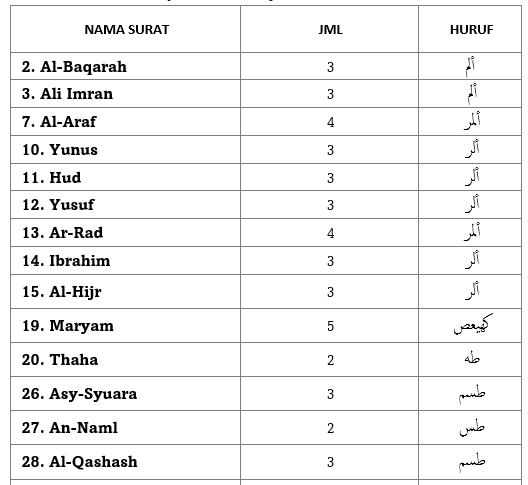 NAMA SURAT JML HURUF
2. Al-Baqarah 3 ألم
3. Ali Imran 3 ألم
7. Al-Araf 4 ألمر
10. Yunus 3 ألر
11. Hud 3 ألر
12. Yusuf 3 ألر
13. Ar-Rad 4 ألمر
14. Ibrahim 3 ألر
15. Al-Hijr 3 ألر
19. Maryam 5 كهيعص
20. Thaha 2 طه
26. Asy-Syuara 3 طسم
27. An-Naml 2 طس
28. Al-Qashash 3 طسم